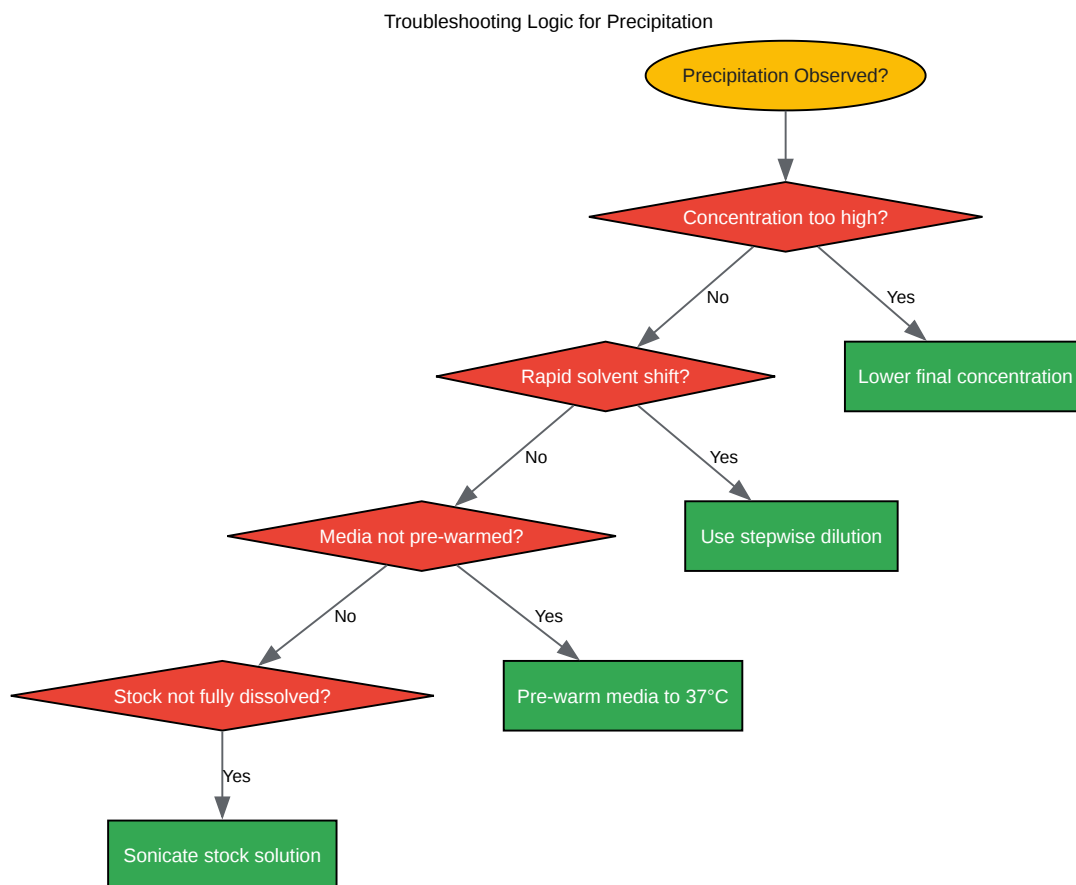 Troubleshooting Logic for Precipitation
Precipitation Observed?
Concentration too high?
No
Yes
Rapid solvent shift?
Lower final concentration
No
Yes
Media not pre-warmed?
Use stepwise dilution
No
Yes
Stock not fully dissolved?
Pre-warm media to 37°C
Yes
Sonicate stock solution